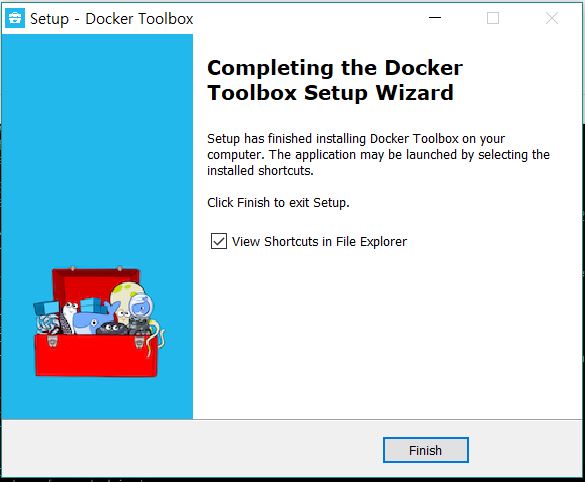 Setup - Docker Toolbox
Completing the Docker
Toolbox Setup Wizard
Setup has finished installing Docker Toolbox on your
computer. The application may be launched by selecting the
installed shortcuts.
Click Finish to exit Setup.
View Shortcuts in File Explorer
Finish